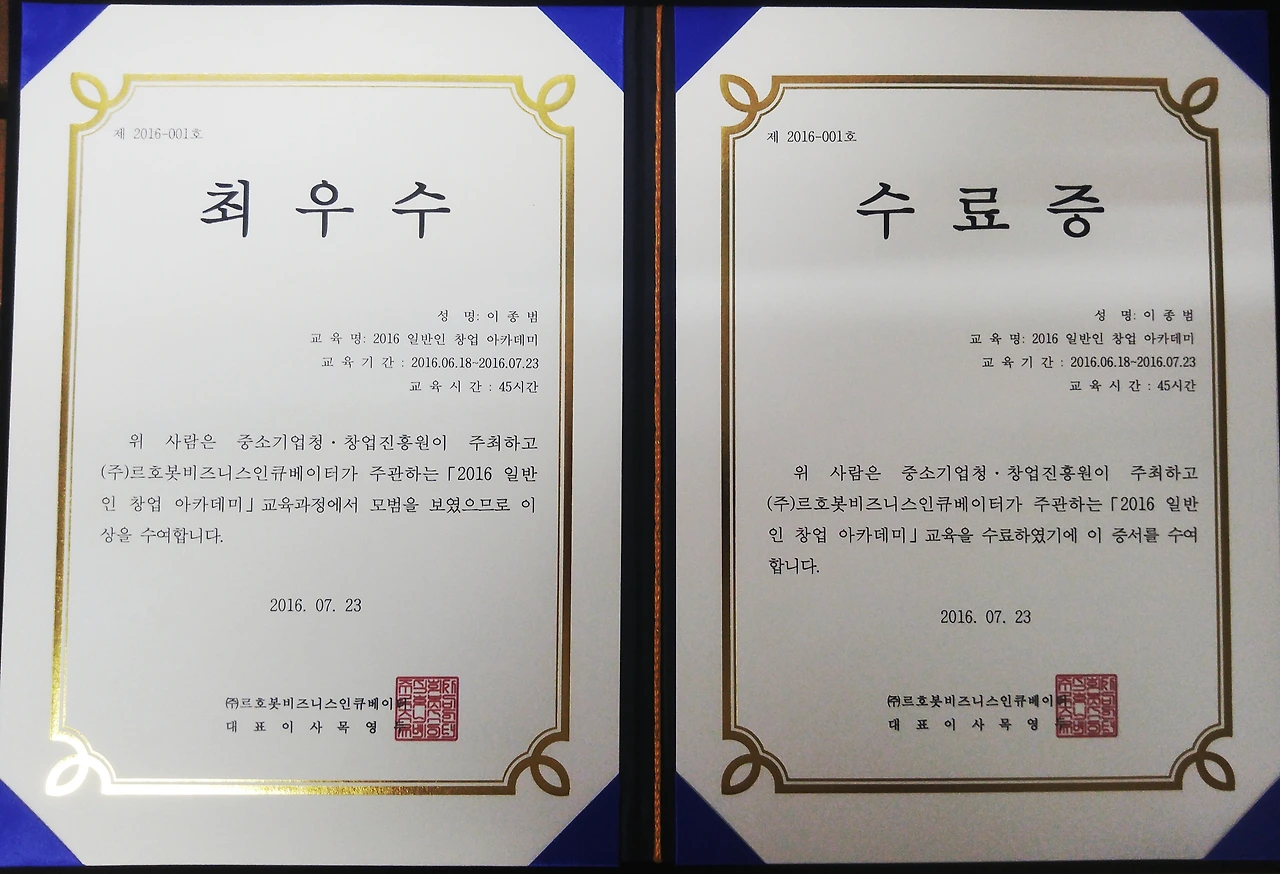 제 2016-001호
최 우 수
성 명: 이 종 범
교 육 명: 2016 일반인 창업 아카데미
교 육 기 간 : 2016.06.18~2016.07.23
교 육 시 간 : 45시간
위 사람은 중소기업청·창업진흥원이 주최하고
(주)르호봇비즈니스인큐베이터가 주관하는「2016 일반
인 창업 아카데미」교육과정에서 모범을 보였으므로 이
상을 수여합니다.
2016. 07. 23
㈜르호봇비즈니스인큐베이터
대 표 이 사 목 영
제 2016-001호
수 료 증
성 명: 이 종 범
교 육 명: 2016 일반인 창업 아카데미
교 육 기 간 : 2016.06.18~2016.07.23
교 육 시 간 : 45시간
위 사람은 중소기업청·창업진흥원이 주최하고
(주)르호봇비즈니스인큐베이터가 주관하는「2016 일반
인 창업 아카데미」교육을 수료하였기에 이 증서를 수여
합니다.
2016. 07. 23
㈜르호봇비즈니스인큐베이터
대 표 이 사 목 영